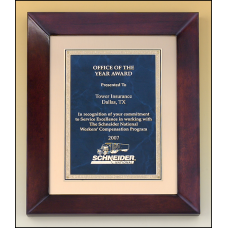 OFFICE OF THE
YEAR AWARD
Presented To
Tower Insurance
Dallas, TX
In recognition of your commitment
to Service Excellence in working with
The Schneider National
Workers' Compensation Program
2007
SCHNEIDER